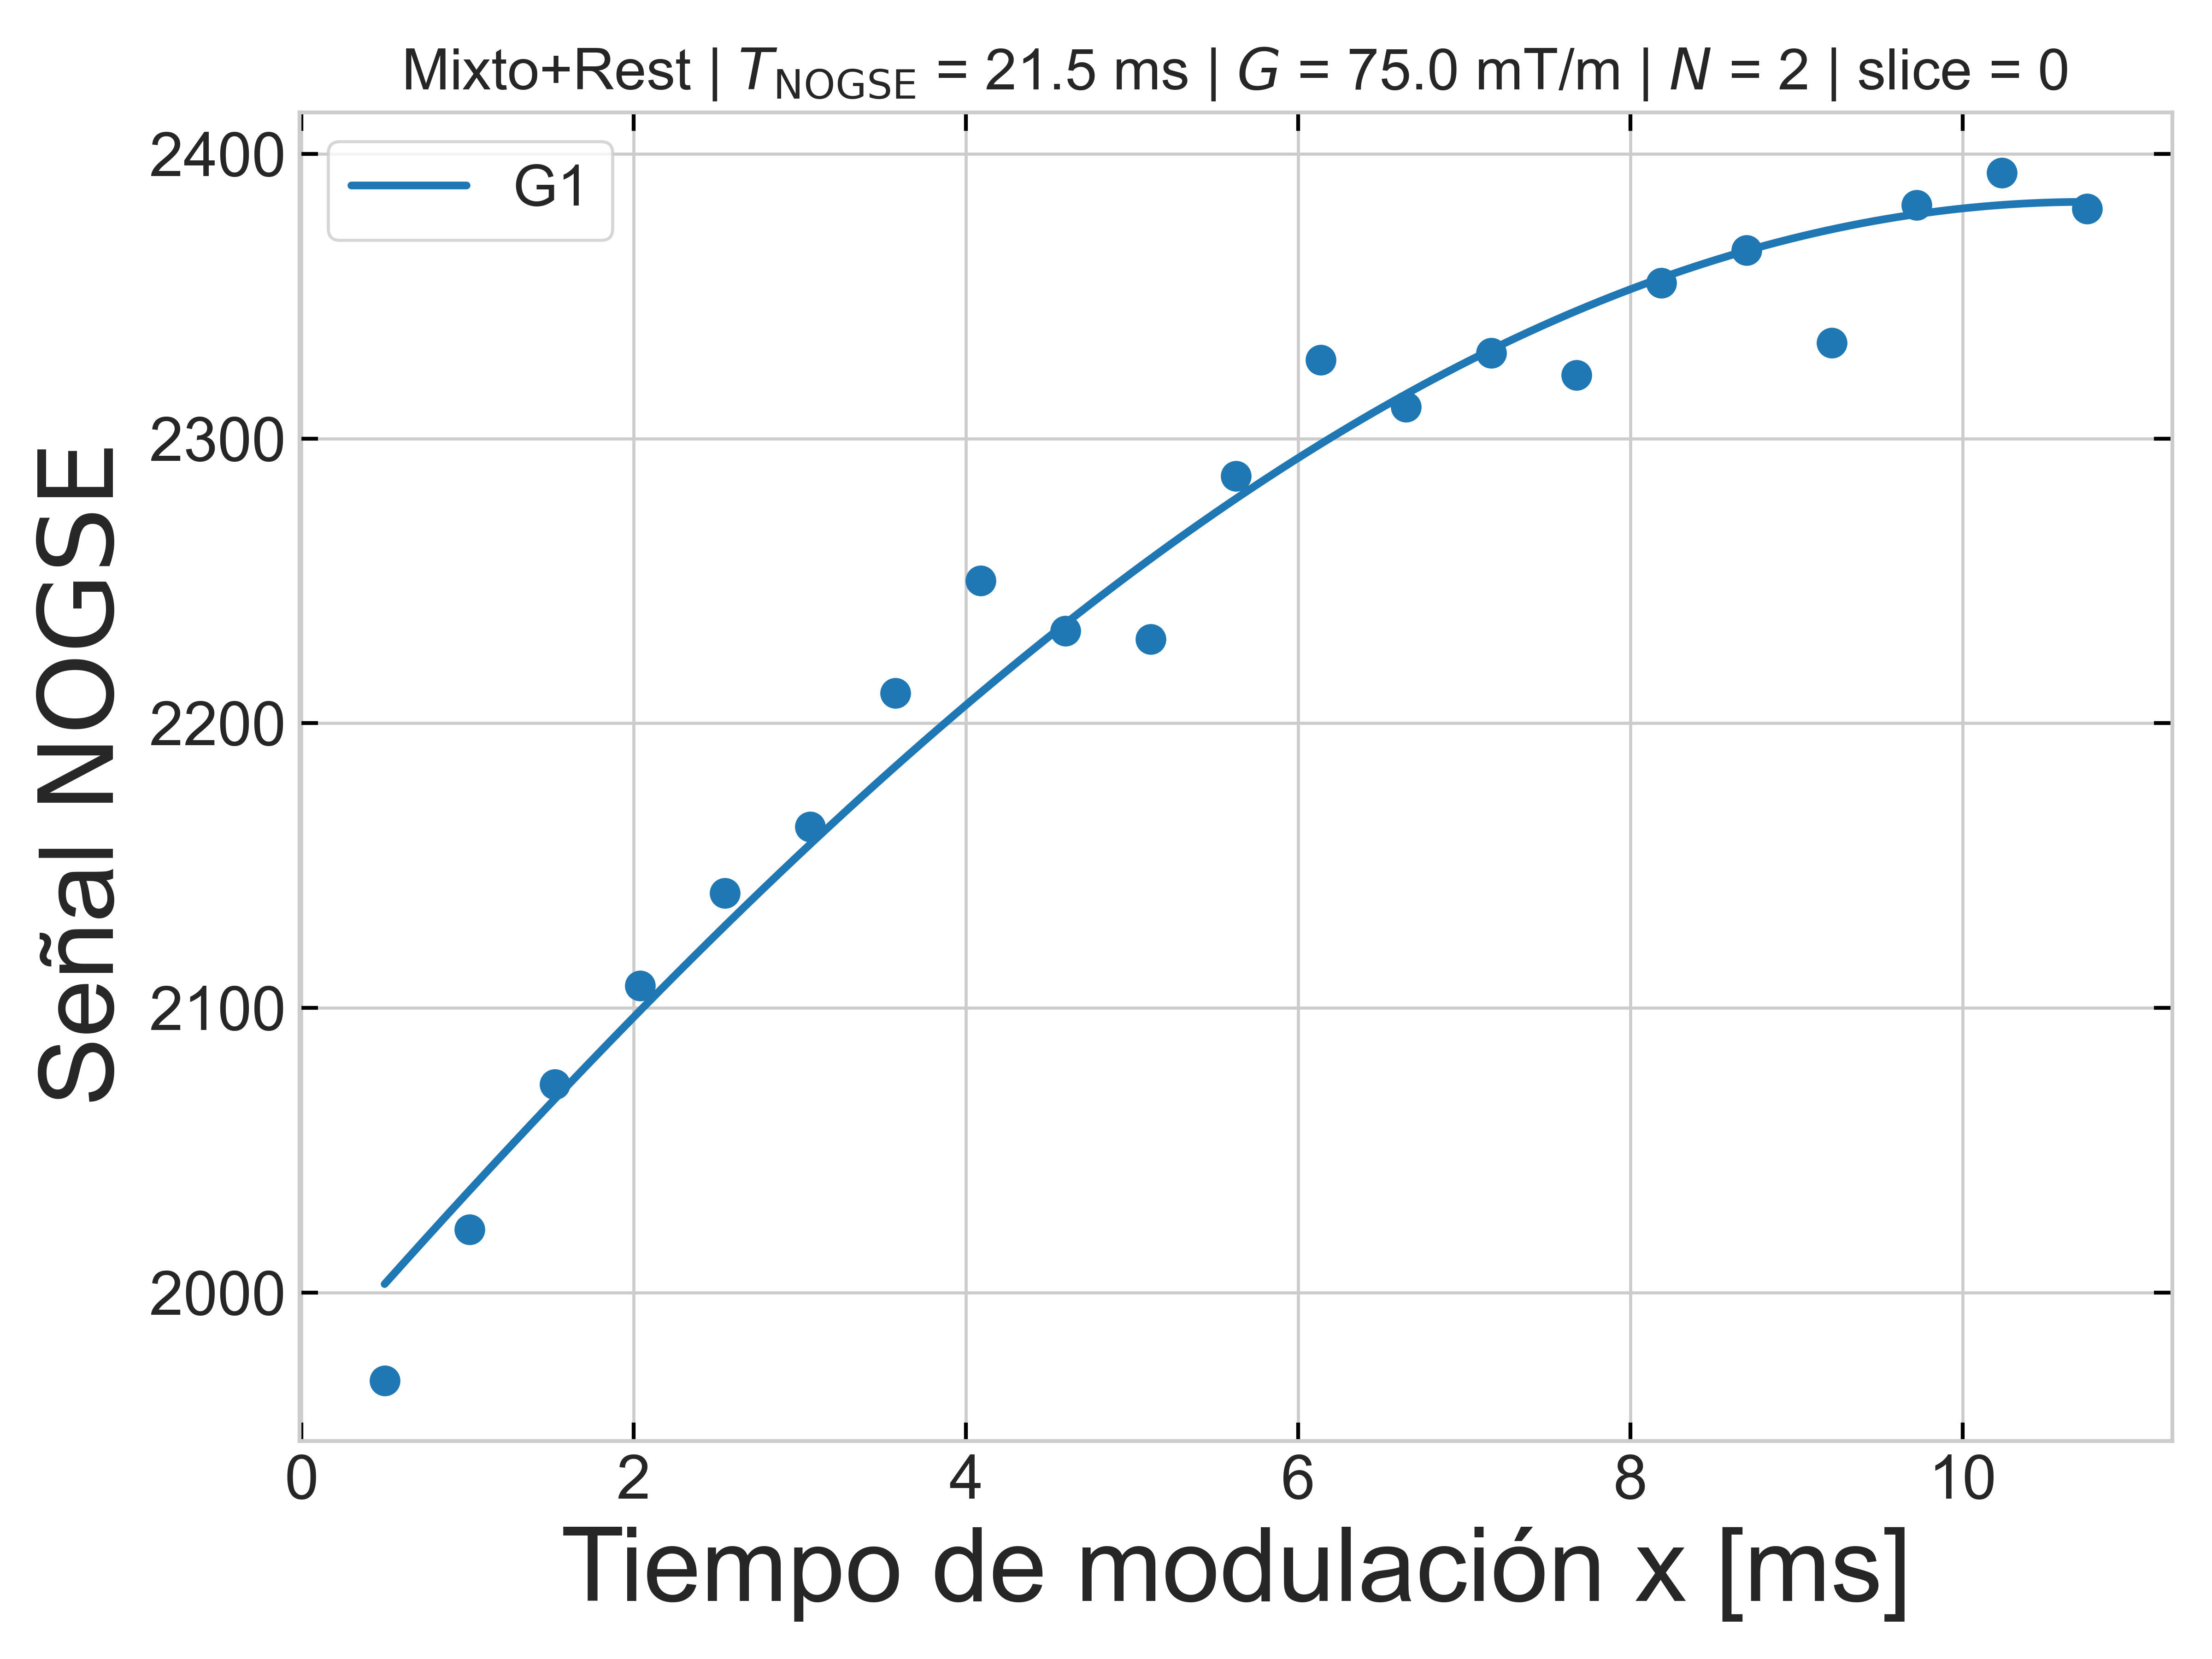 Mixto+Rest | T_NOGSE = 21.5 ms | G = 75.0 mT/m | N = 2 | slice = 0
G1
Señal NOGSE
2400
2300
2200
2100
2000
0 2 4 6 8 10
Tiempo de modulación x [ms]